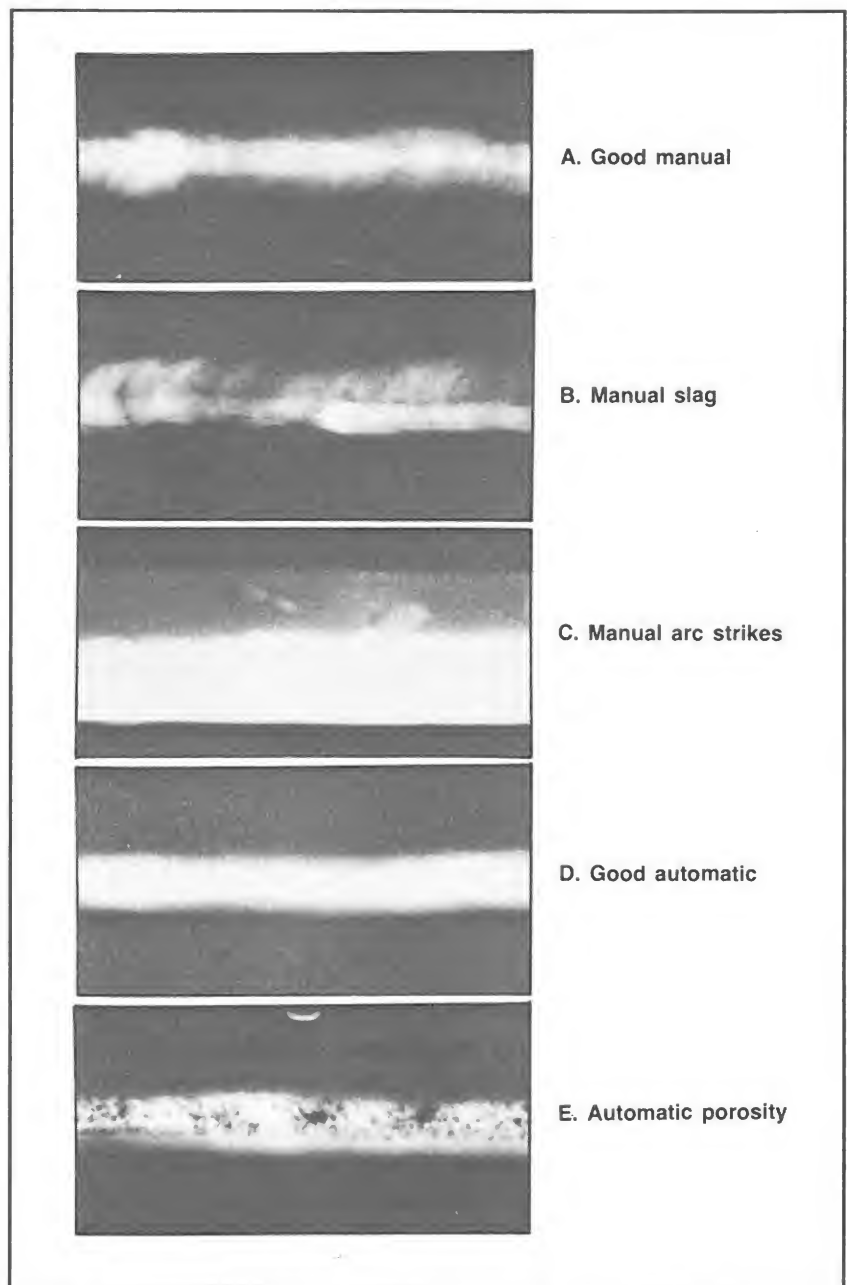 A. Good manual
B. Manual slag
C. Manual arc strikes
D. Good automatic
E. Automatic porosity